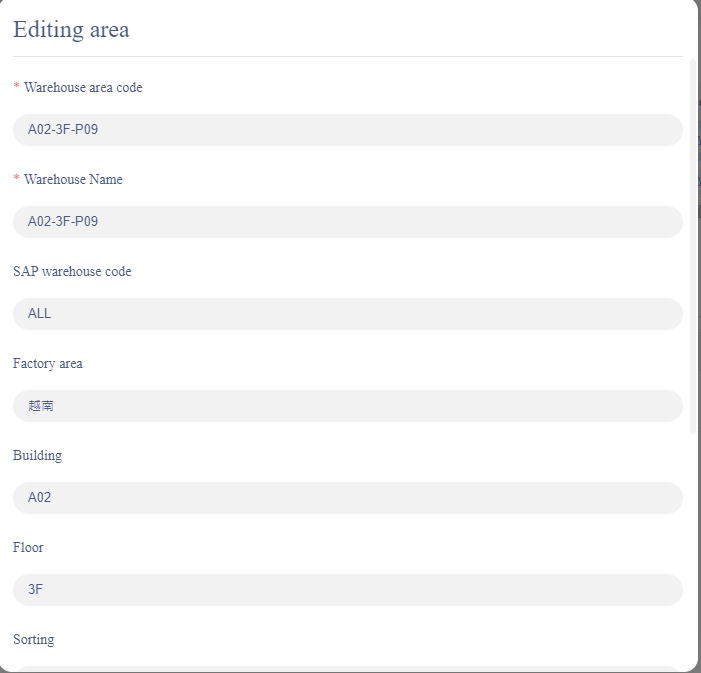 Editing area
* Warehouse area code
A02-3F-P09
* Warehouse Name
A02-3F-P09
SAP warehouse code
ALL
Factory area
越南
Building
A02
Floor
3F
Sorting